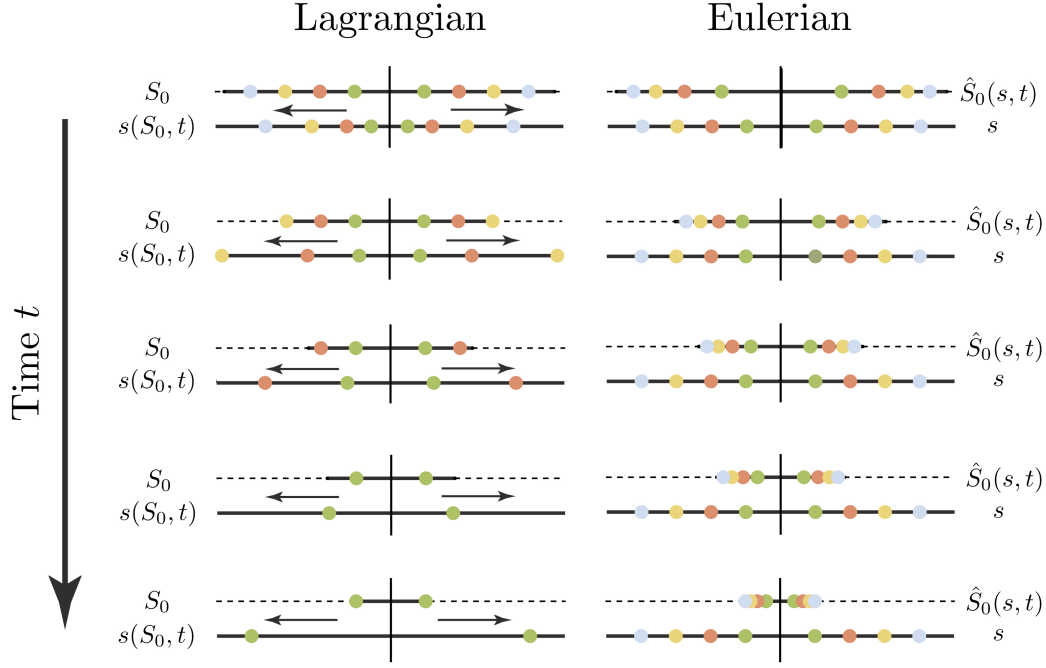 Lagrangian
Eulerian
Time t
S₀
s(S₀, t)
Ŝ₀(s, t)
s
S₀
s(S₀, t)
Ŝ₀(s, t)
s
S₀
s(S₀, t)
Ŝ₀(s, t)
s
S₀
s(S₀, t)
Ŝ₀(s, t)
s
S₀
s(S₀, t)
Ŝ₀(s, t)
s